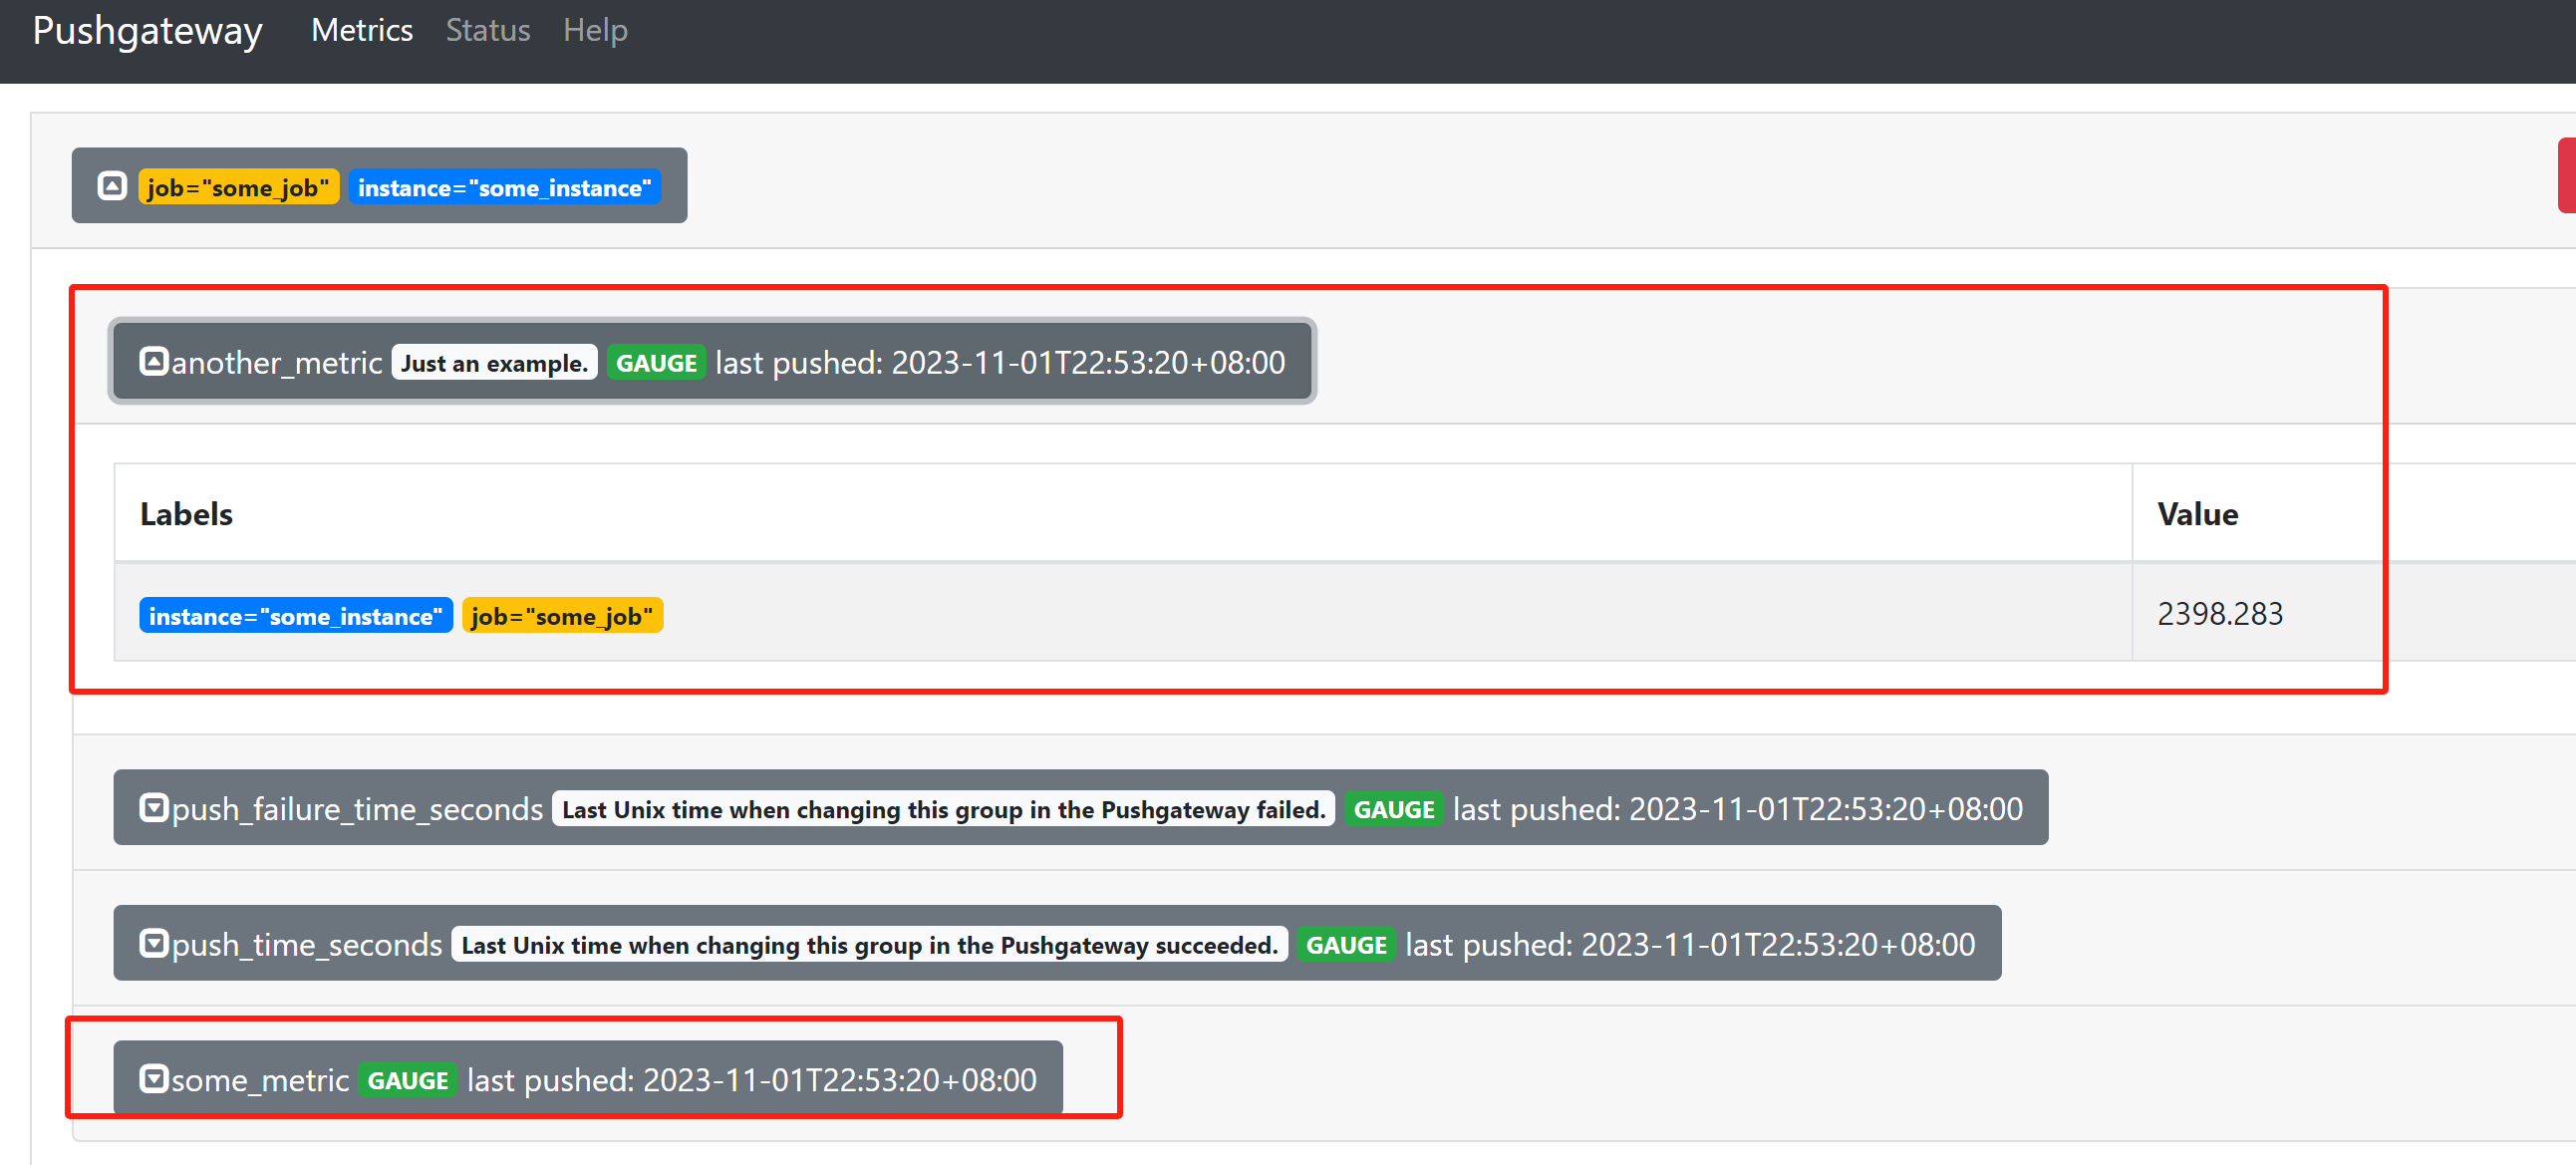 Pushgateway Metrics Status Help
job="some_job" instance="some_instance"
another_metric Just an example. GAUGE last pushed: 2023-11-01T22:53:20+08:00
Labels Value
instance="some_instance" job="some_job" 2398.283
push_failure_time_seconds Last Unix time when changing this group in the Pushgateway failed. GAUGE last pushed: 2023-11-01T22:53:20+08:00
push_time_seconds Last Unix time when changing this group in the Pushgateway succeeded. GAUGE last pushed: 2023-11-01T22:53:20+08:00
some_metric GAUGE last pushed: 2023-11-01T22:53:20+08:00